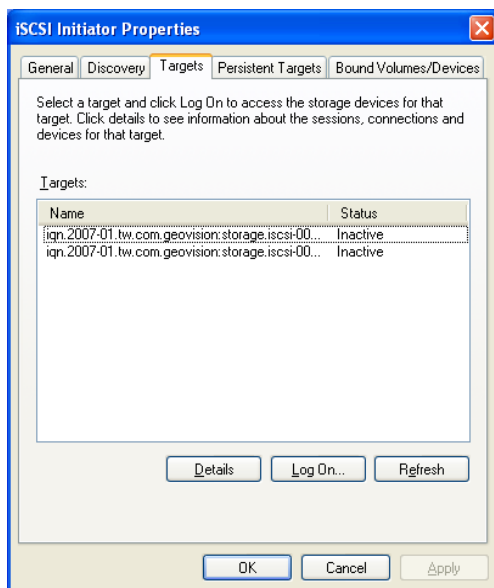 iSCSI Initiator Properties
General Discovery Targets Persistent Targets Bound Volumes/Devices
Select a target and click Log On to access the storage devices for that
target. Click details to see information about the sessions, connections and
devices for that target.
Targets:
Name Status
iqn.2007-01.tw.com.geovision:storage.iscsi-00... Inactive
iqn.2007-01.tw.com.geovision:storage.iscsi-00... Inactive
Details Log On... Refresh
OK Cancel Apply